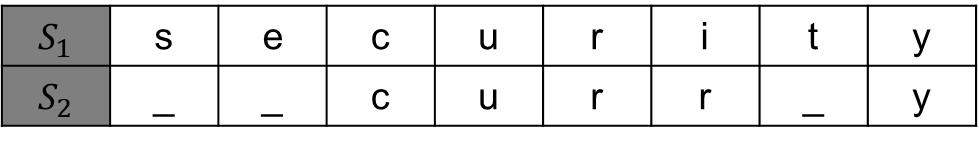 S₁ s e c u r i t y
S₂ _ _ c u r r _ y